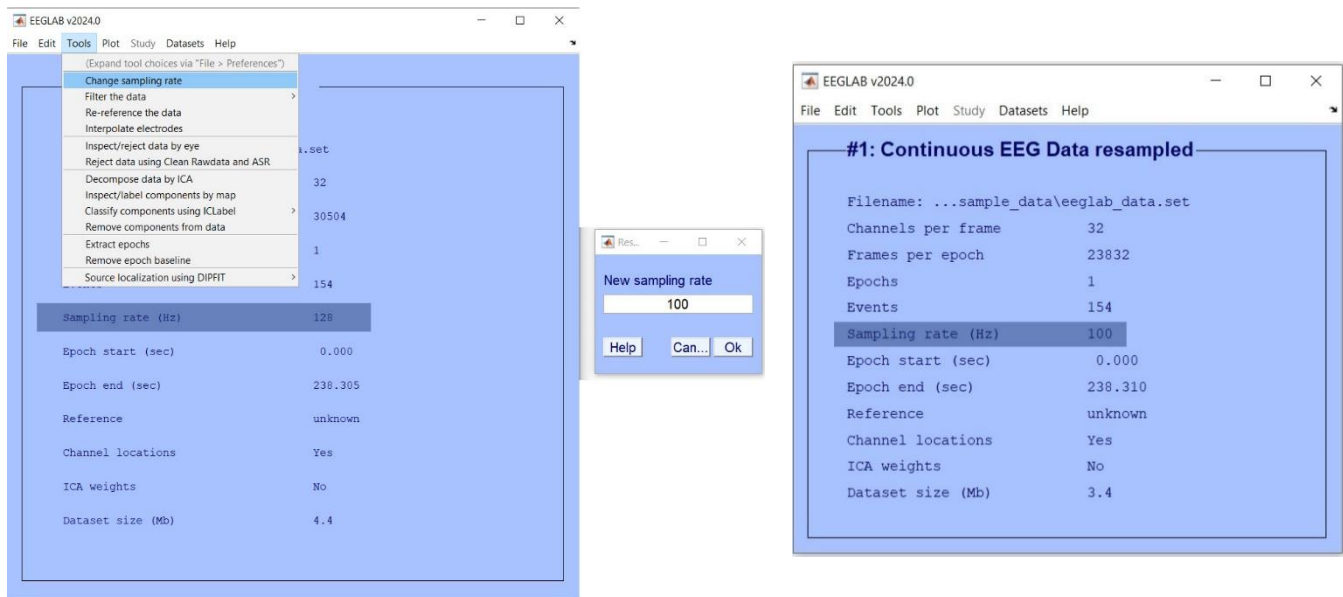 EEGLAB v2024.0
File Edit Tools Plot Study Datasets Help
(Expand tool choices via "File > Preferences")
Change sampling rate
Filter the data >
Re-reference the data
Interpolate electrodes
Inspect/reject data by eye
Reject data using Clean Rawdata and ASR
Decompose data by ICA
Inspect/label components by map
Classify components using ICLabel >
Remove components from data
Extract epochs
Remove epoch baseline
Source localization using DIPFIT >
.set
32
30504
1
154
Sampling rate (Hz) 128
Epoch start (sec) 0.000
Epoch end (sec) 238.305
Reference unknown
Channel locations Yes
ICA weights No
Dataset size (Mb) 4.4
Res...
New sampling rate
100
Help Can... Ok
EEGLAB v2024.0
File Edit Tools Plot Study Datasets Help
#1: Continuous EEG Data resampled
Filename: ...sample_data\eeglab_data.set
Channels per frame 32
Frames per epoch 23832
Epochs 1
Events 154
Sampling rate (Hz) 100
Epoch start (sec) 0.000
Epoch end (sec) 238.310
Reference unknown
Channel locations Yes
ICA weights No
Dataset size (Mb) 3.4